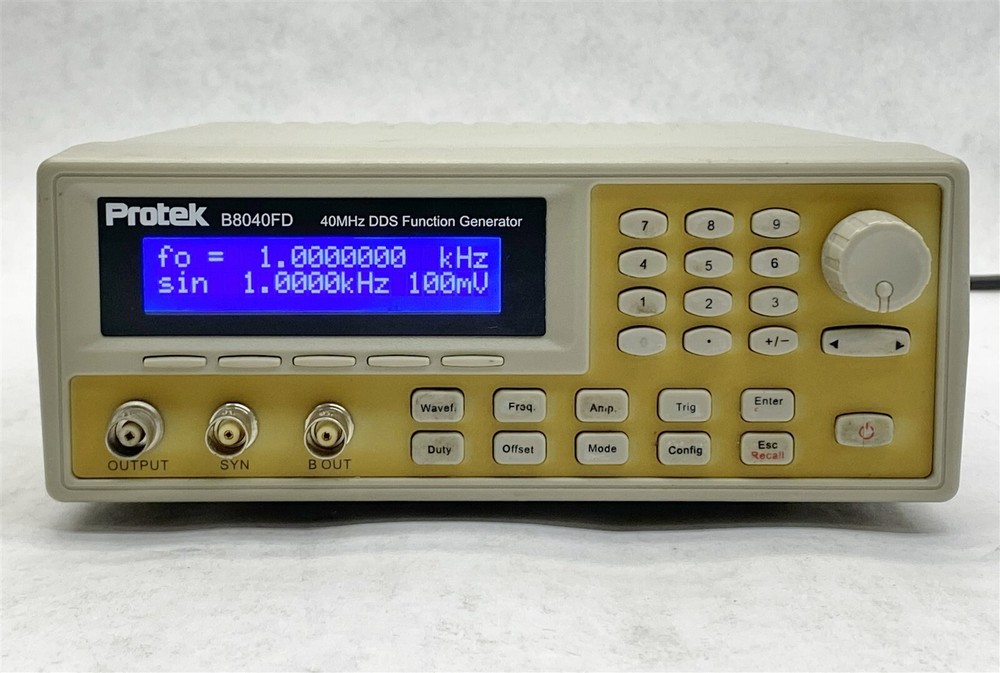 Protek B8040FD 40MHz DDS Function Generator
fo = 1.0000000 kHz
sin 1.0000kHz 100mV
7 8 9
4 5 6
1 2 3
0 . +/-
◀ ▶
Wavef. Freq. Amp. Trig Enter
Duty Offset Mode Config Esc
Recall
OUTPUT SYN B OUT